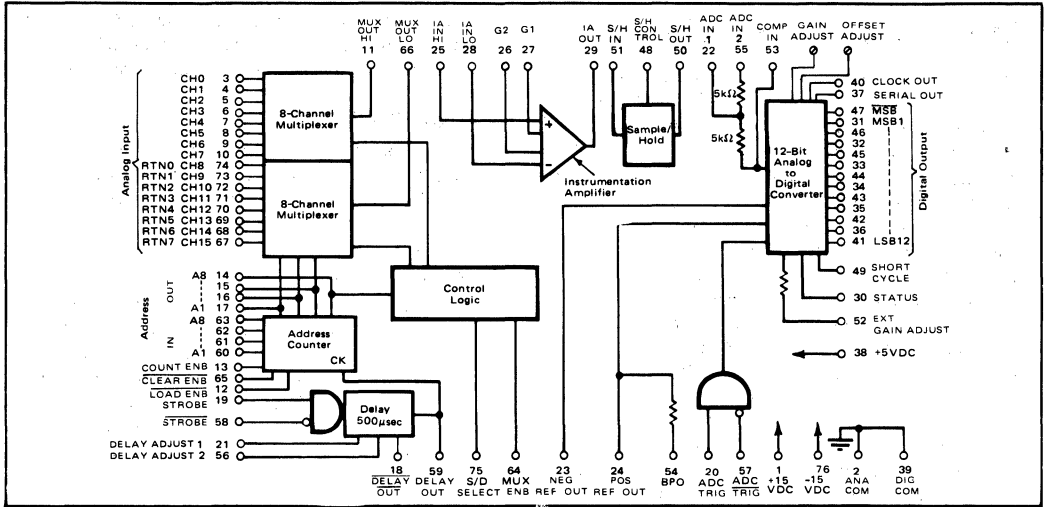 MUX OUT HI 11
MUX OUT LO 66
IA IN HI 25
IA IN LO 28
G2 26
G1 27
IA OUT 29
S/H IN 51
S/H CONTROL 48
S/H OUT 50
ADC IN 1 22
ADC IN 2 55
COMP IN 53
GAIN ADJUST
OFFSET ADJUST
40 CLOCK OUT
37 SERIAL OUT
Analog Input
CH0 3
CH1 4
CH2 5
CH3 6
CH4 7
CH5 8
CH6 9
CH7 10
RTN0 CH8 74
RTN1 CH9 73
RTN2 CH10 72
RTN3 CH11 71
RTN4 CH12 70
RTN5 CH13 69
RTN6 CH14 68
RTN7 CH15 67
8-Channel
Multiplexer
8-Channel
Multiplexer
+
−
Instrumentation
Amplifier
Sample/
Hold
5kΩ
5kΩ
12-Bit
Analog
to
Digital
Converter
47 MSB
31 MSB1
46
32
45
33
44
34
43
35
42
36
41 LSB12
Digital Output
49 SHORT
CYCLE
30 STATUS
52 EXT
GAIN ADJUST
38 +5VDC
Address
OUT
A8 14
15
16
A1 17
IN
A8 63
62
61
A1 60
COUNT ENB 13
CLEAR ENB 65
LOAD ENB 12
STROBE 19
STROBE 58
DELAY ADJUST 1 21
DELAY ADJUST 2 56
Address
Counter
CK
Control
Logic
Delay
500μsec
18 DELAY OUT
59 DELAY OUT
75 S/D SELECT
64 MUX ENB
23 NEG REF OUT
24 POS REF OUT
54 BPO
20 ADC TRIG
57 ADC TRIG
1 +15 VDC
76 -15 VDC
2 ANA COM
39 DIG COM